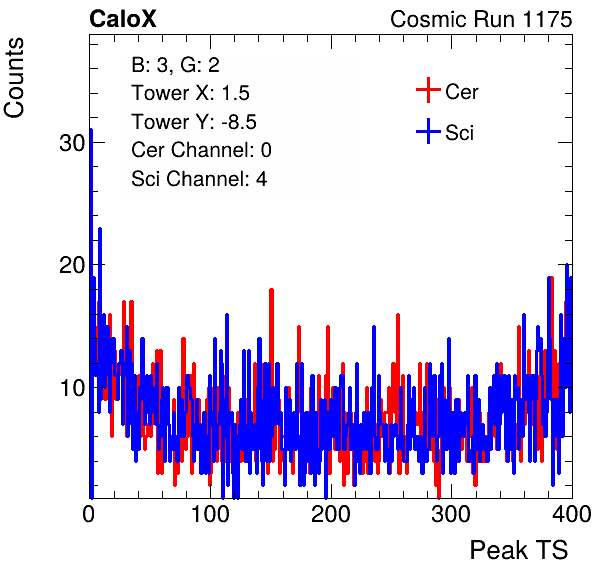 CaloX Cosmic Run 1175
Counts
B: 3, G: 2
Tower X: 1.5
Tower Y: -8.5
Cer Channel: 0
Sci Channel: 4
Cer
Sci
30
20
10
0 100 200 300 400
Peak TS